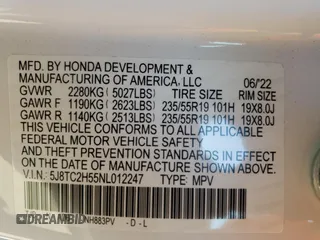 MFD. BY HONDA DEVELOPMENT &
MANUFACTURING OF AMERICA, LLC 06/22
GVWR 2280KG (5027LBS) TIRE SIZE RIM SIZE
GAWR F 1190KG (2623LBS) 235/55R19 101H 19X8.0J
GAWR R 1140KG (2513LBS) 235/55R19 101H 19X8.0J
THIS VEHICLE CONFORMS TO ALL APPLICABLE
FEDERAL MOTOR VEHICLE SAFETY AND THEFT
PREVENTION STANDARDS IN EFFECT ON THE
DATE OF MANUFACTURE SHOWN ABOVE.
V.I.N.: 5J8TC2H55NL012247 TYPE: MPV
NH883PV -D-L